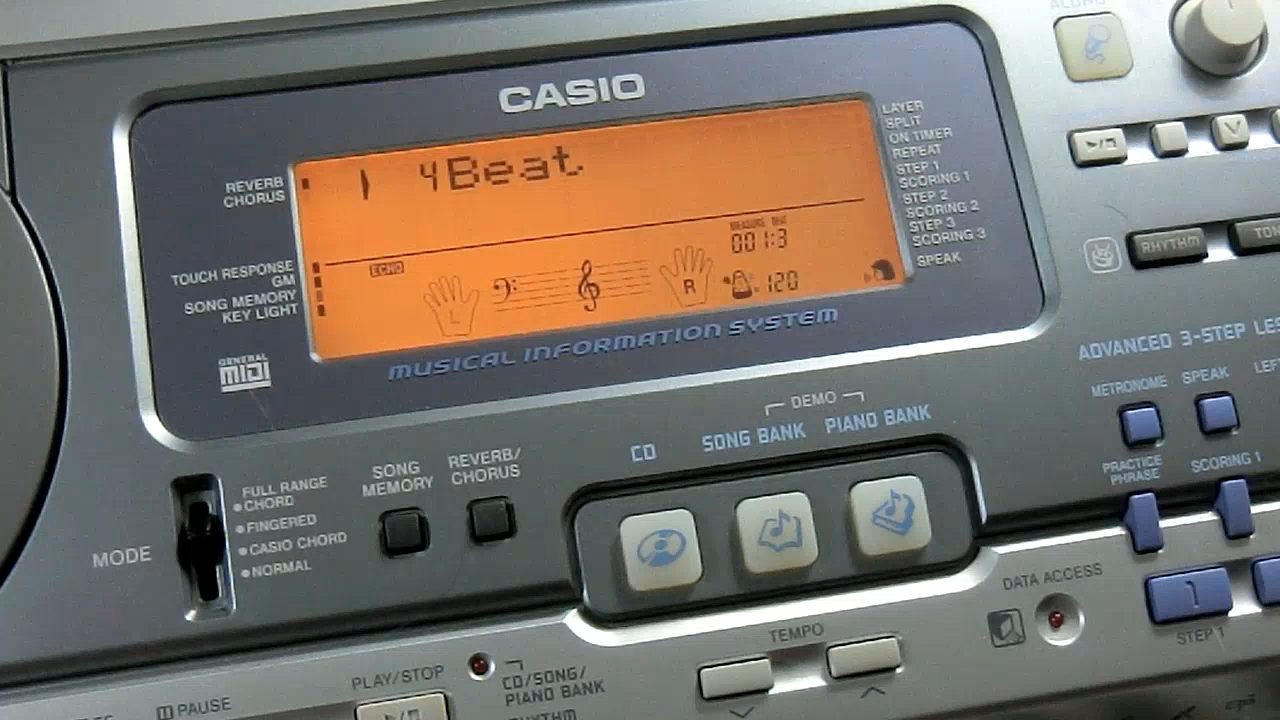 CASIO
4Beat
REVERB
CHORUS
LAYER
SPLIT
ON TIMER
REPEAT
STEP 1
SCORING 1
STEP 2
SCORING 2
STEP 3
SCORING 3
SPEAK
MEASURE
001:3
ECHO
L
R
120
TOUCH RESPONSE
GM
SONG MEMORY
KEY LIGHT
MUSICAL INFORMATION SYSTEM
GENERAL
MIDI
RHYTHM
TON
ADVANCED 3-STEP LES
METRONOME
SPEAK
LEFT
DEMO
CD
SONG BANK
PIANO BANK
PRACTICE
PHRASE
SCORING 1
MODE
FULL RANGE
CHORD
FINGERED
CASIO CHORD
NORMAL
SONG
MEMORY
REVERB/
CHORUS
DATA ACCESS
1
STEP 1
TEMPO
PLAY/STOP
CD/SONG/
PIANO BANK
RHYTHM
PAUSE